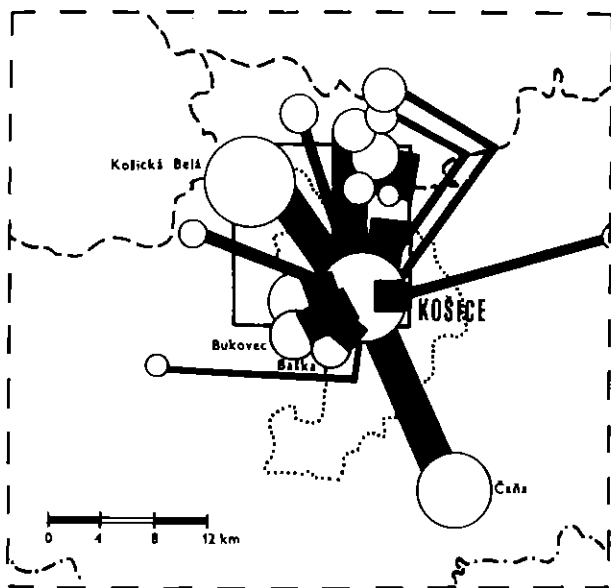 Košická Belá
KOŠICE
Bukovec
Baška
Čaňa
0 4 8 12 km